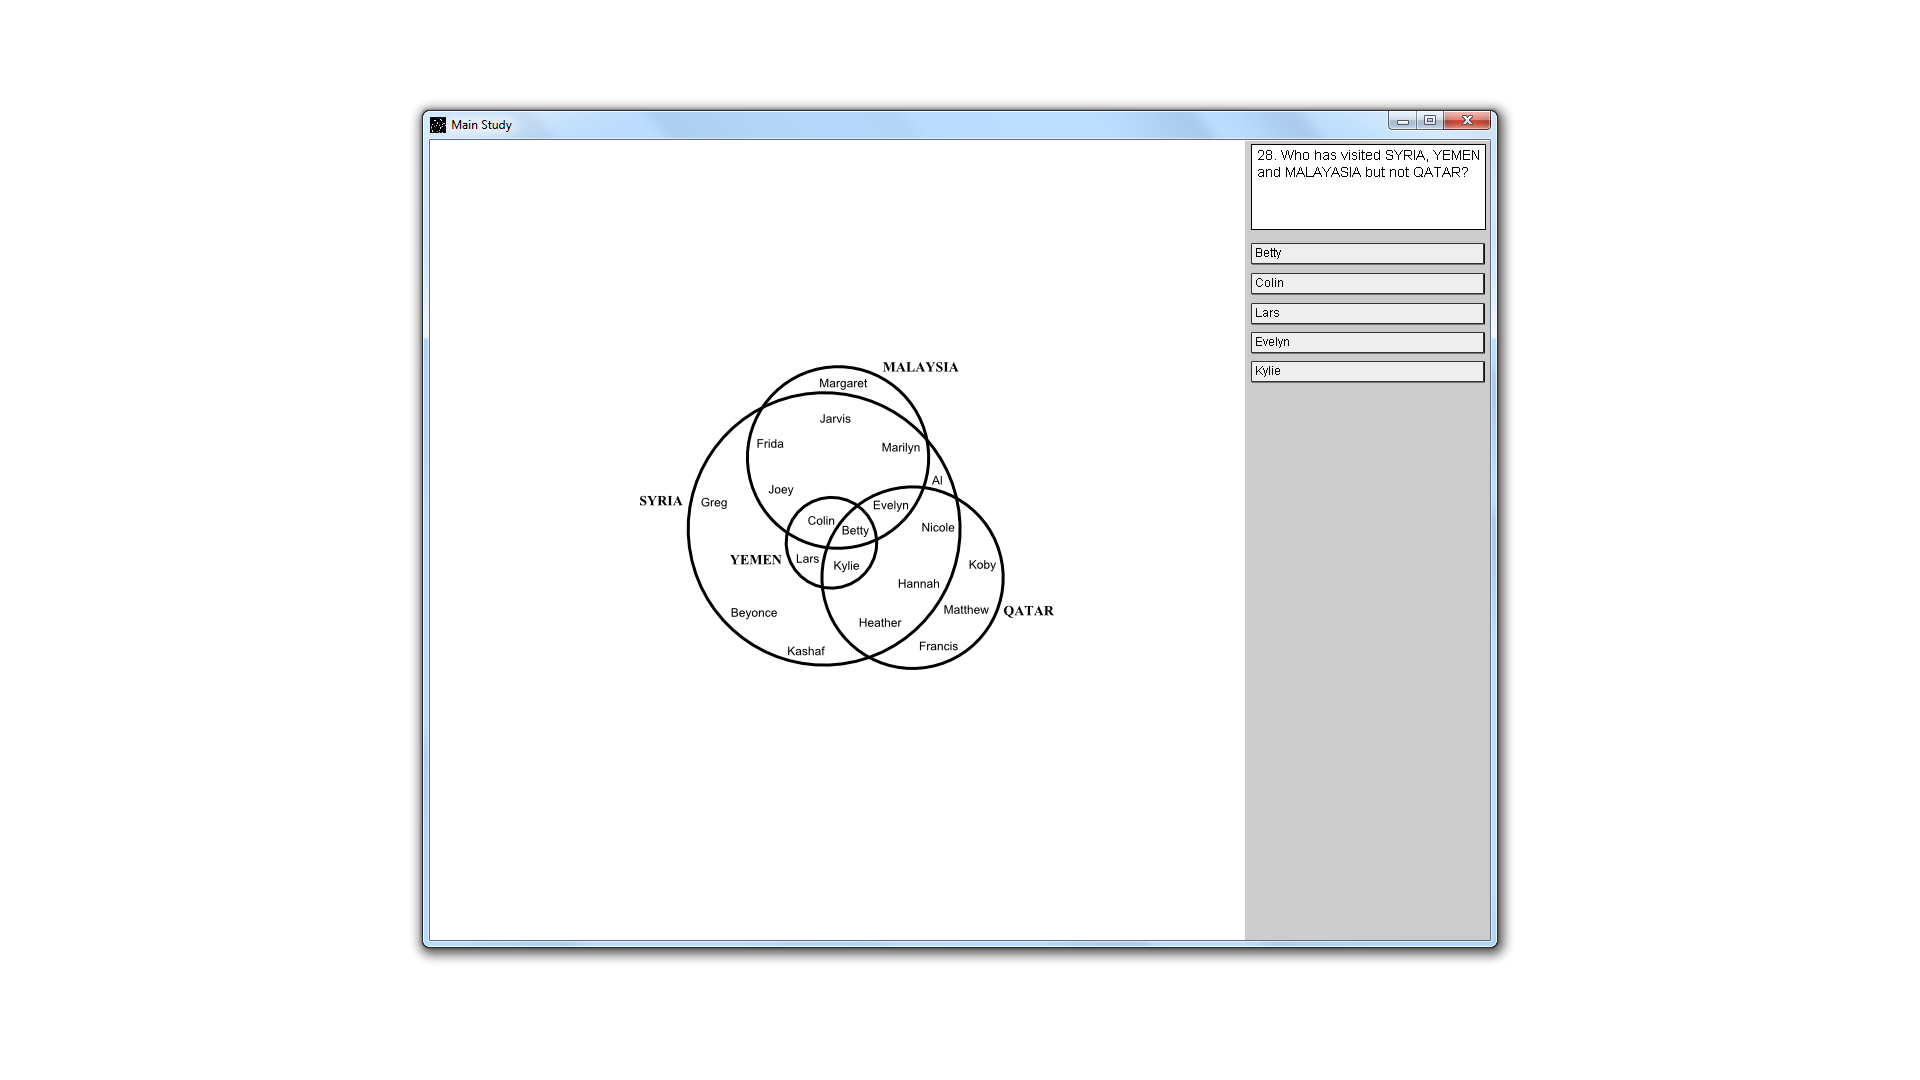 Main Study
28. Who has visited SYRIA, YEMEN
and MALAYASIA but not QATAR?
Betty
Colin
Lars
Evelyn
Kylie
MALAYSIA
Margaret
Jarvis
Frida
Marilyn
Al
Joey
SYRIA
Greg
Evelyn
Colin
Betty
Nicole
YEMEN
Lars
Kylie
Koby
Hannah
Matthew
QATAR
Beyonce
Heather
Francis
Kashaf